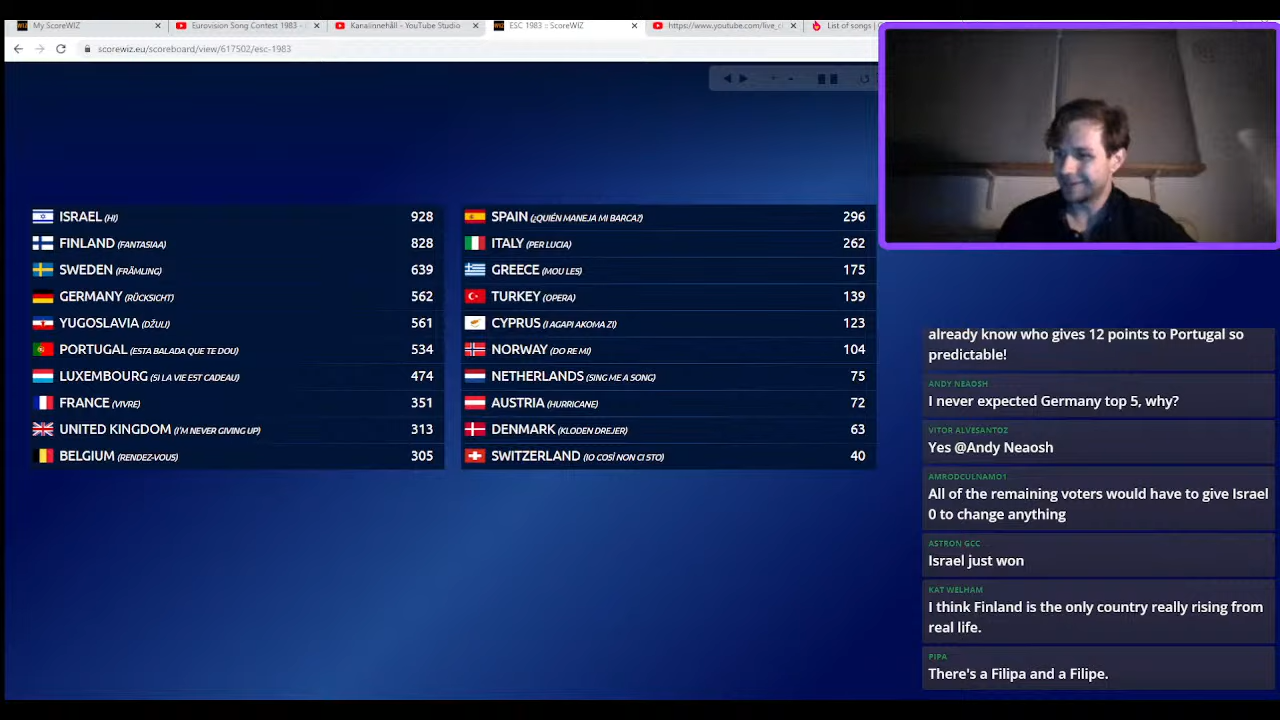 My ScoreWIZ
Eurovision Song Contest 1983 -
Kanalinnehåll - YouTube Studio
ESC 1983 :: ScoreWIZ
https://www.youtube.com/live_c
List of songs |
scorewiz.eu/scoreboard/view/617502/esc-1983
ISRAEL (HI) 928
FINLAND (FANTASIAA) 828
SWEDEN (FRÄMLING) 639
GERMANY (RÜCKSICHT) 562
YUGOSLAVIA (DŽULI) 561
PORTUGAL (ESTA BALADA QUE TE DOU) 534
LUXEMBOURG (SI LA VIE EST CADEAU) 474
FRANCE (VIVRE) 351
UNITED KINGDOM (I'M NEVER GIVING UP) 313
BELGIUM (RENDEZ-VOUS) 305
SPAIN (¿QUIÉN MANEJA MI BARCA?) 296
ITALY (PER LUCIA) 262
GREECE (MOU LES) 175
TURKEY (OPERA) 139
CYPRUS (I AGAPI AKOMA ZI) 123
NORWAY (DO RE MI) 104
NETHERLANDS (SING ME A SONG) 75
AUSTRIA (HURRICANE) 72
DENMARK (KLODEN DREJER) 63
SWITZERLAND (IO COSÌ NON CI STO) 40
already know who gives 12 points to Portugal so
predictable!
ANDY NEAOSH
I never expected Germany top 5, why?
VITOR ALVESANTOZ
Yes @Andy Neaosh
AMRODCULNAMO1
All of the remaining voters would have to give Israel
0 to change anything
ASTRON GCC
Israel just won
KAT WELHAM
I think Finland is the only country really rising from
real life.
PIPA
There's a Filipa and a Filipe.